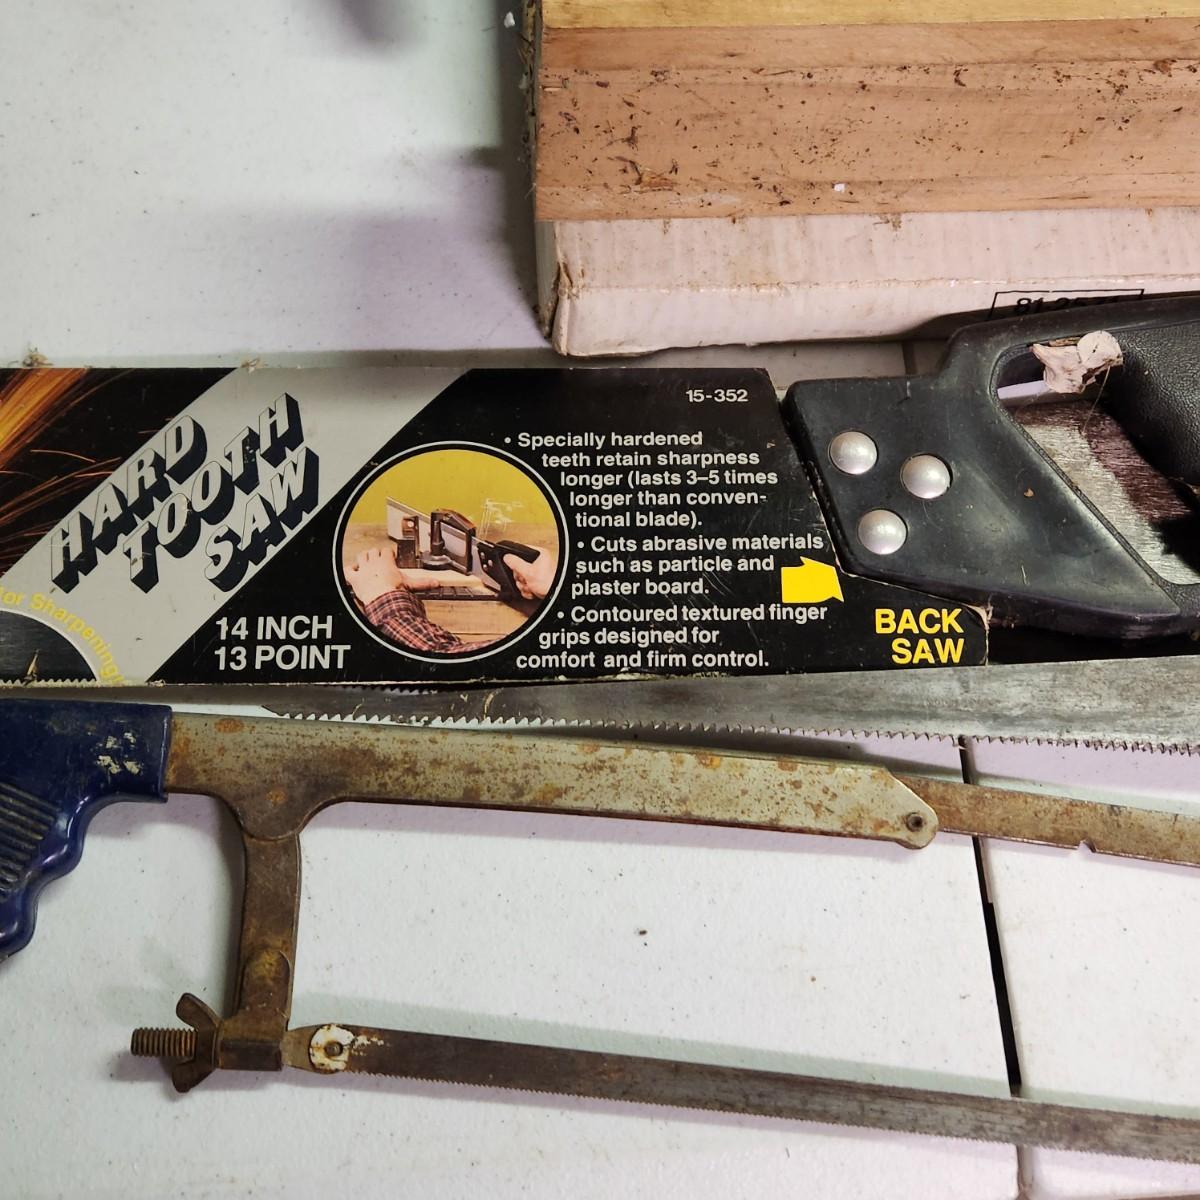 15-352
HARD
TOOTH
SAW
• Specially hardened
teeth retain sharpness
longer (lasts 3–5 times
longer than conven-
tional blade).
• Cuts abrasive materials
such as particle and
plaster board.
• Contoured textured finger
grips designed for
comfort and firm control.
Sharpening!
14 INCH
13 POINT
BACK
SAW